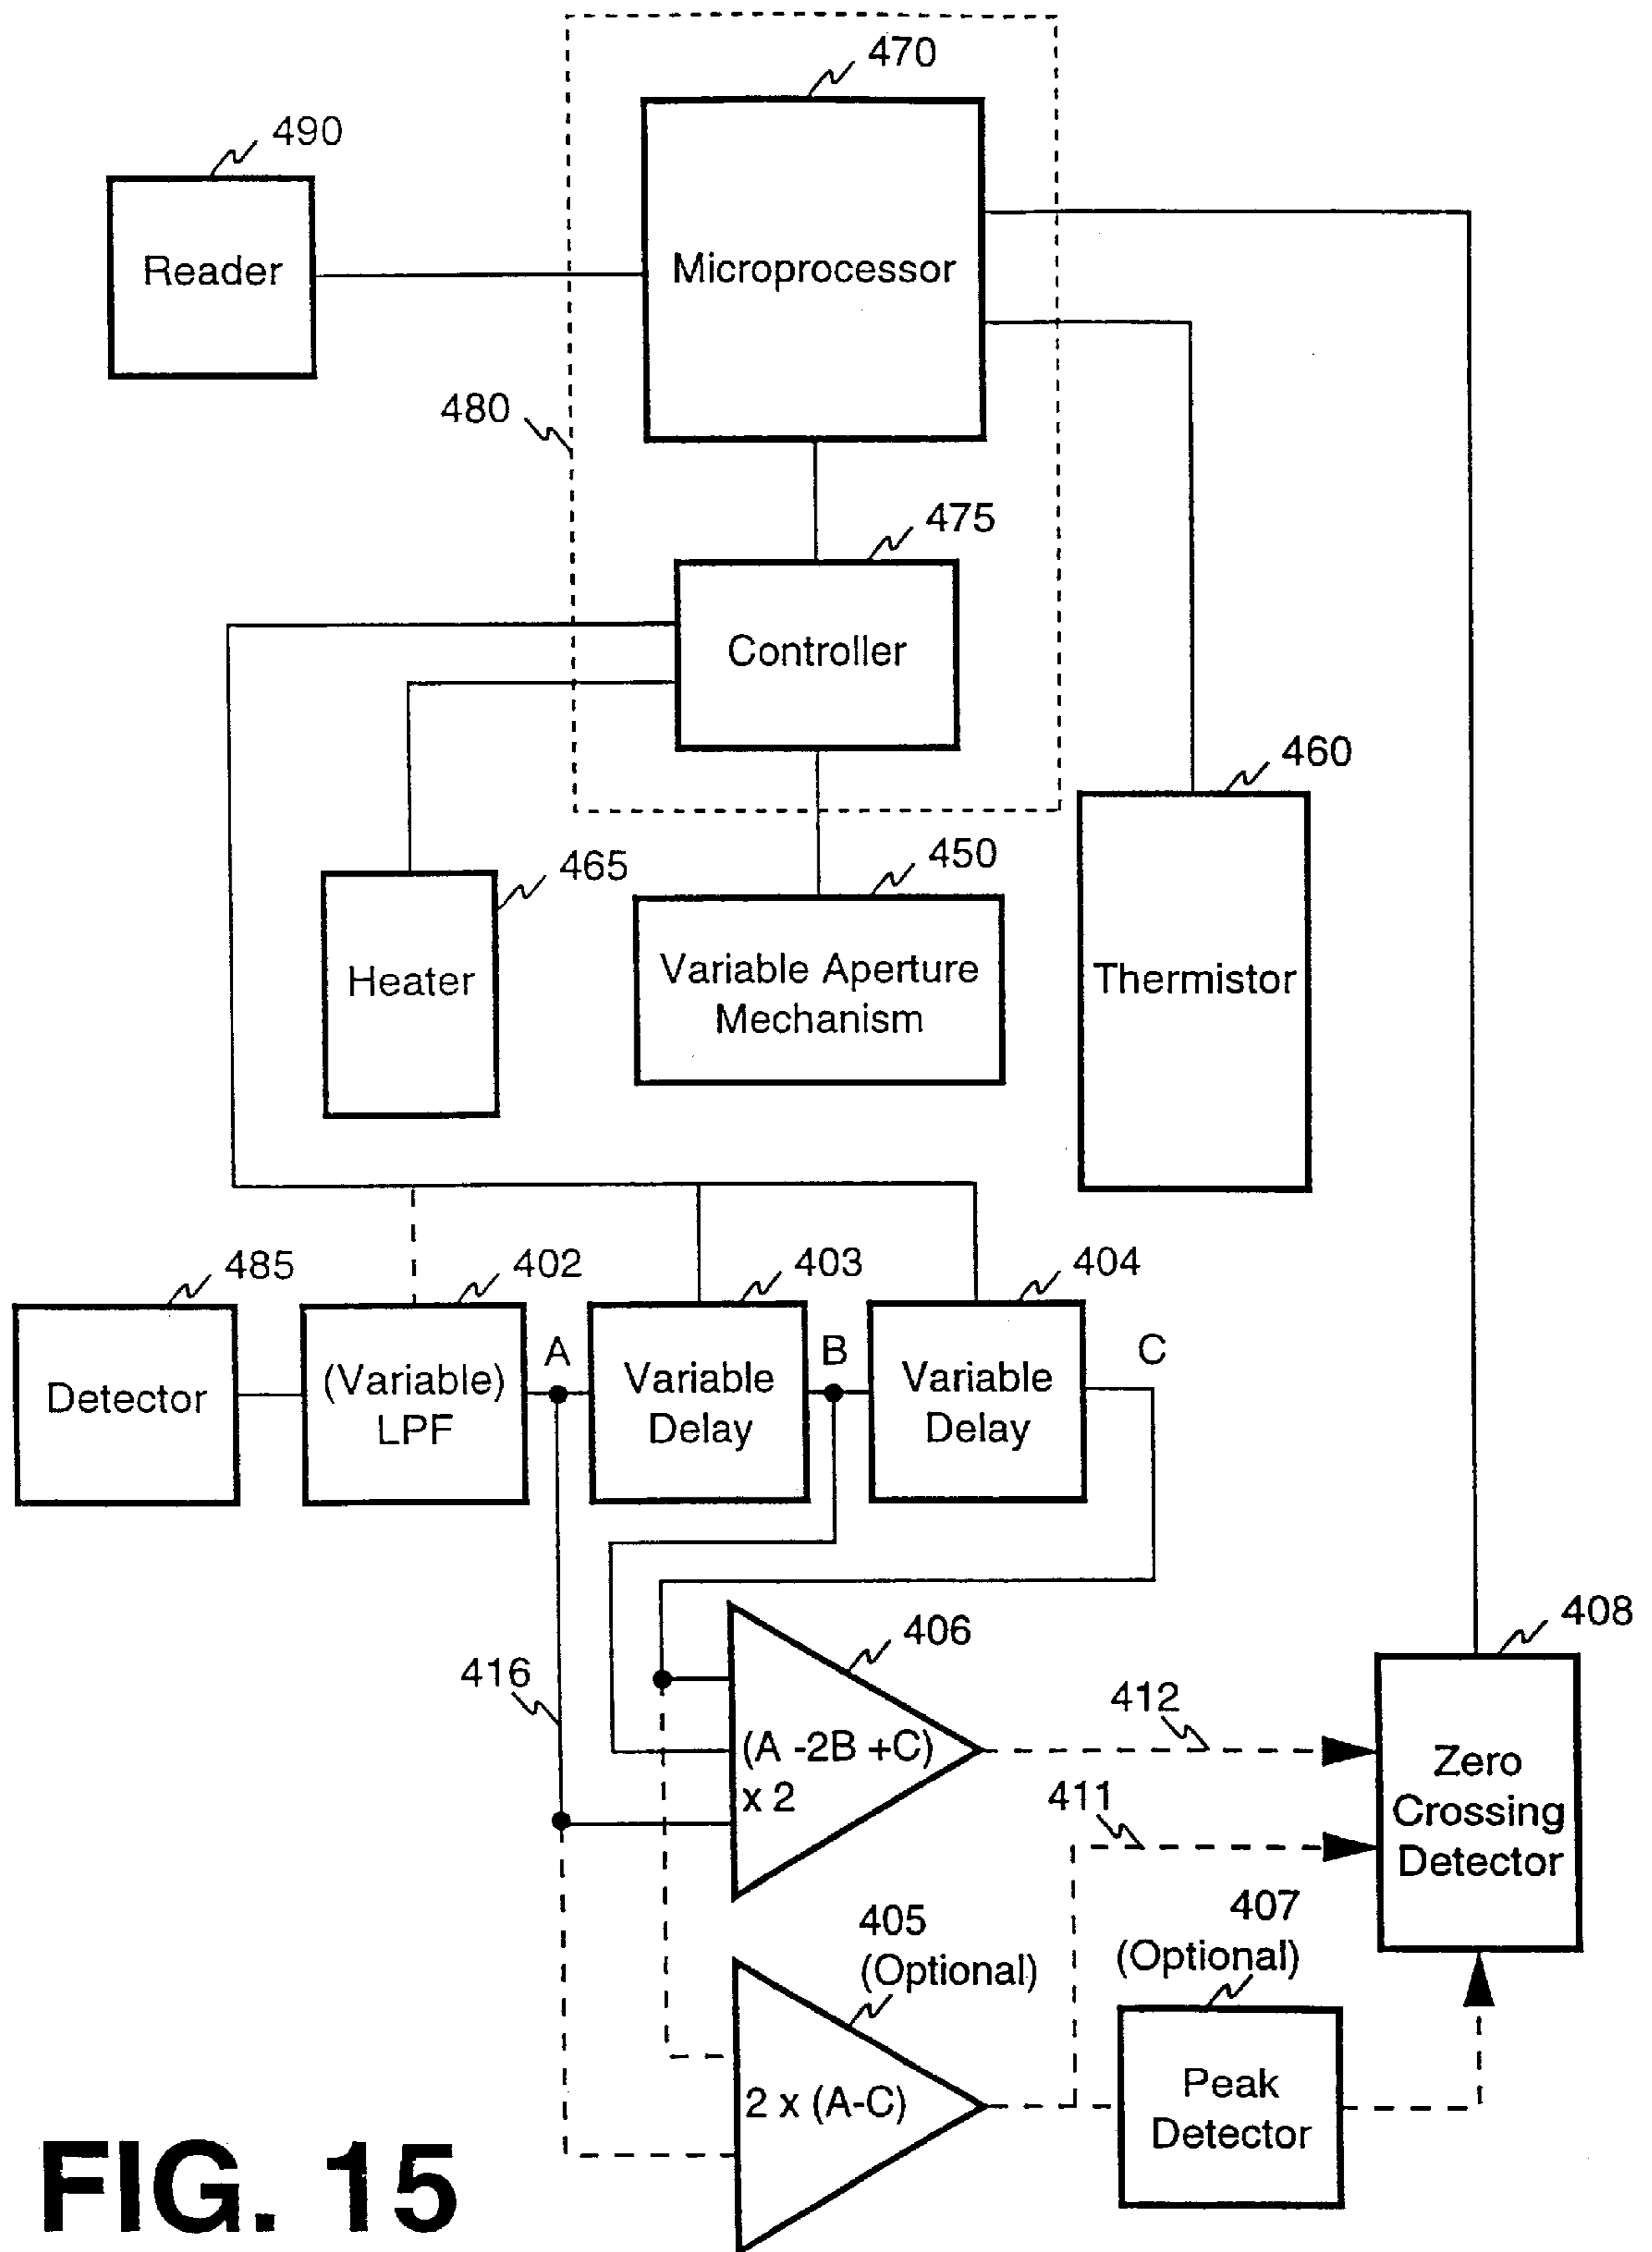 470
490
Reader
Microprocessor
480
475
Controller
460
465
450
Heater
Variable Aperture
Mechanism
Thermistor
485
402
403
404
A
B
C
Detector
(Variable)
LPF
Variable
Delay
Variable
Delay
406
408
416
412
(A -2B +C)
x 2
411
Zero
Crossing
Detector
405
(Optional)
407
(Optional)
2 x (A-C)
Peak
Detector
FIG. 15